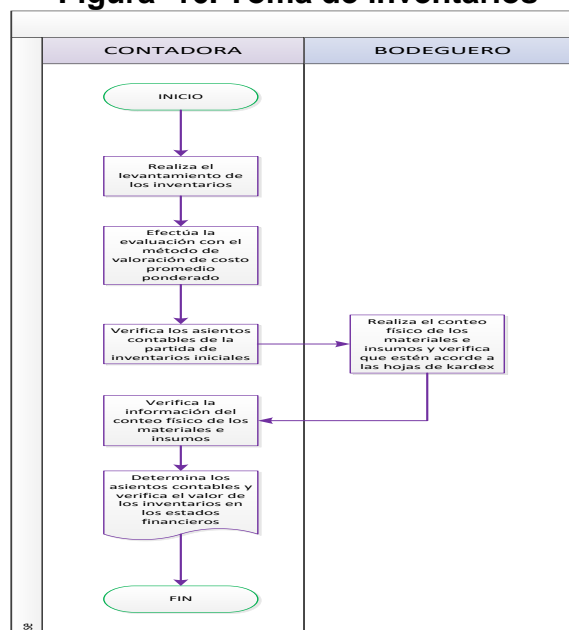 Toma de inventarios
CONTADORA
BODEGUERO
INICIO
Realiza el
levantamiento de
los inventarios
Efectúa la
evaluación con el
método de
valoración de costo
promedio
ponderado
Verifica los asientos
contables de la
partida de
inventarios iniciales
Realiza el conteo
físico de los
materiales e
insumos y verifica
que estén acorde a
las hojas de kardex
Verifica la
información del
conteo físico de los
materiales e
insumos
Determina los
asientos contables y
verifica el valor de
los inventarios en
los estados
financieros
FIN